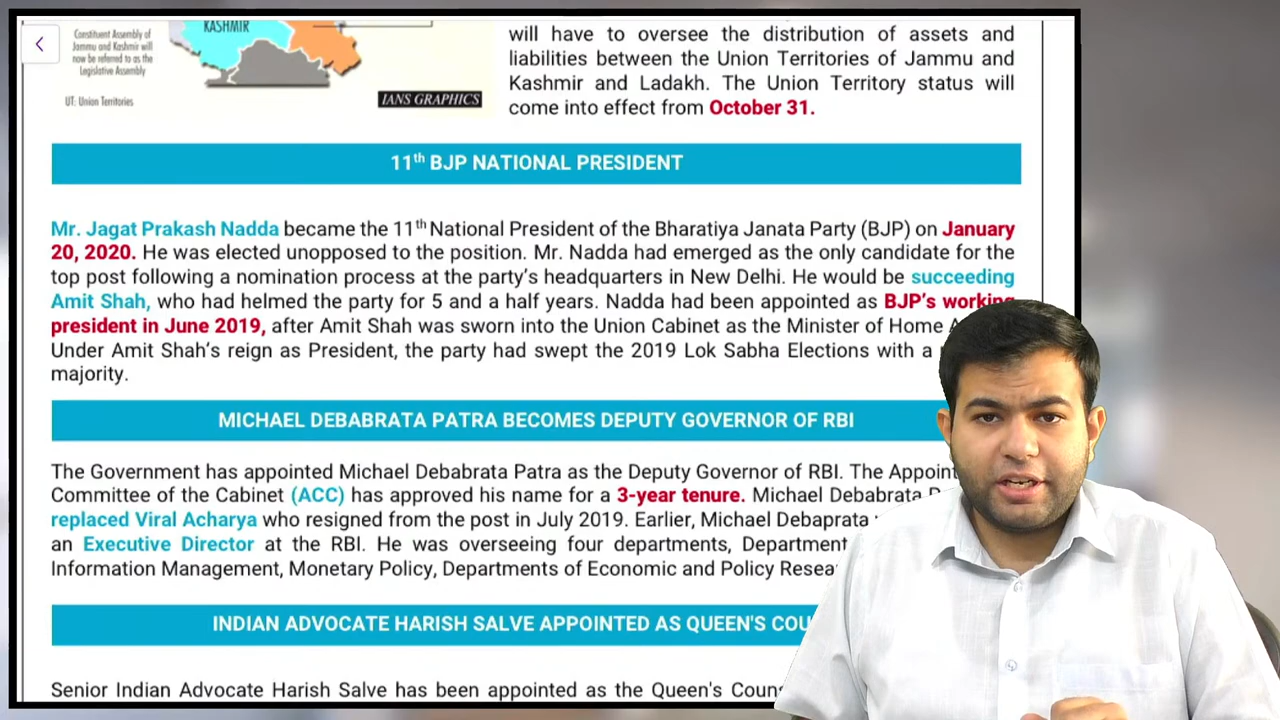 KASHMIR
Constituent Assembly of
Jammu and Kashmir will
now be referred to as the
Legislative Assembly
UT: Union Territories
IANS GRAPHICS
will have to oversee the distribution of assets and
liabilities between the Union Territories of Jammu and
Kashmir and Ladakh. The Union Territory status will
come into effect from October 31.
11th BJP NATIONAL PRESIDENT
Mr. Jagat Prakash Nadda became the 11th National President of the Bharatiya Janata Party (BJP) on January
20, 2020. He was elected unopposed to the position. Mr. Nadda had emerged as the only candidate for the
top post following a nomination process at the party's headquarters in New Delhi. He would be succeeding
Amit Shah, who had helmed the party for 5 and a half years. Nadda had been appointed as BJP's working
president in June 2019, after Amit Shah was sworn into the Union Cabinet as the Minister of Home
Under Amit Shah's reign as President, the party had swept the 2019 Lok Sabha Elections with a
majority.
MICHAEL DEBABRATA PATRA BECOMES DEPUTY GOVERNOR OF RBI
The Government has appointed Michael Debabrata Patra as the Deputy Governor of RBI. The
Committee of the Cabinet (ACC) has approved his name for a 3-year tenure. Michael Debabrata
replaced Viral Acharya who resigned from the post in July 2019. Earlier, Michael Debaprata
an Executive Director at the RBI. He was overseeing four departments, Department
Information Management, Monetary Policy, Departments of Economic and Policy
INDIAN ADVOCATE HARISH SALVE APPOINTED AS QUEEN'S
Senior Indian Advocate Harish Salve has been appointed as the Queen's